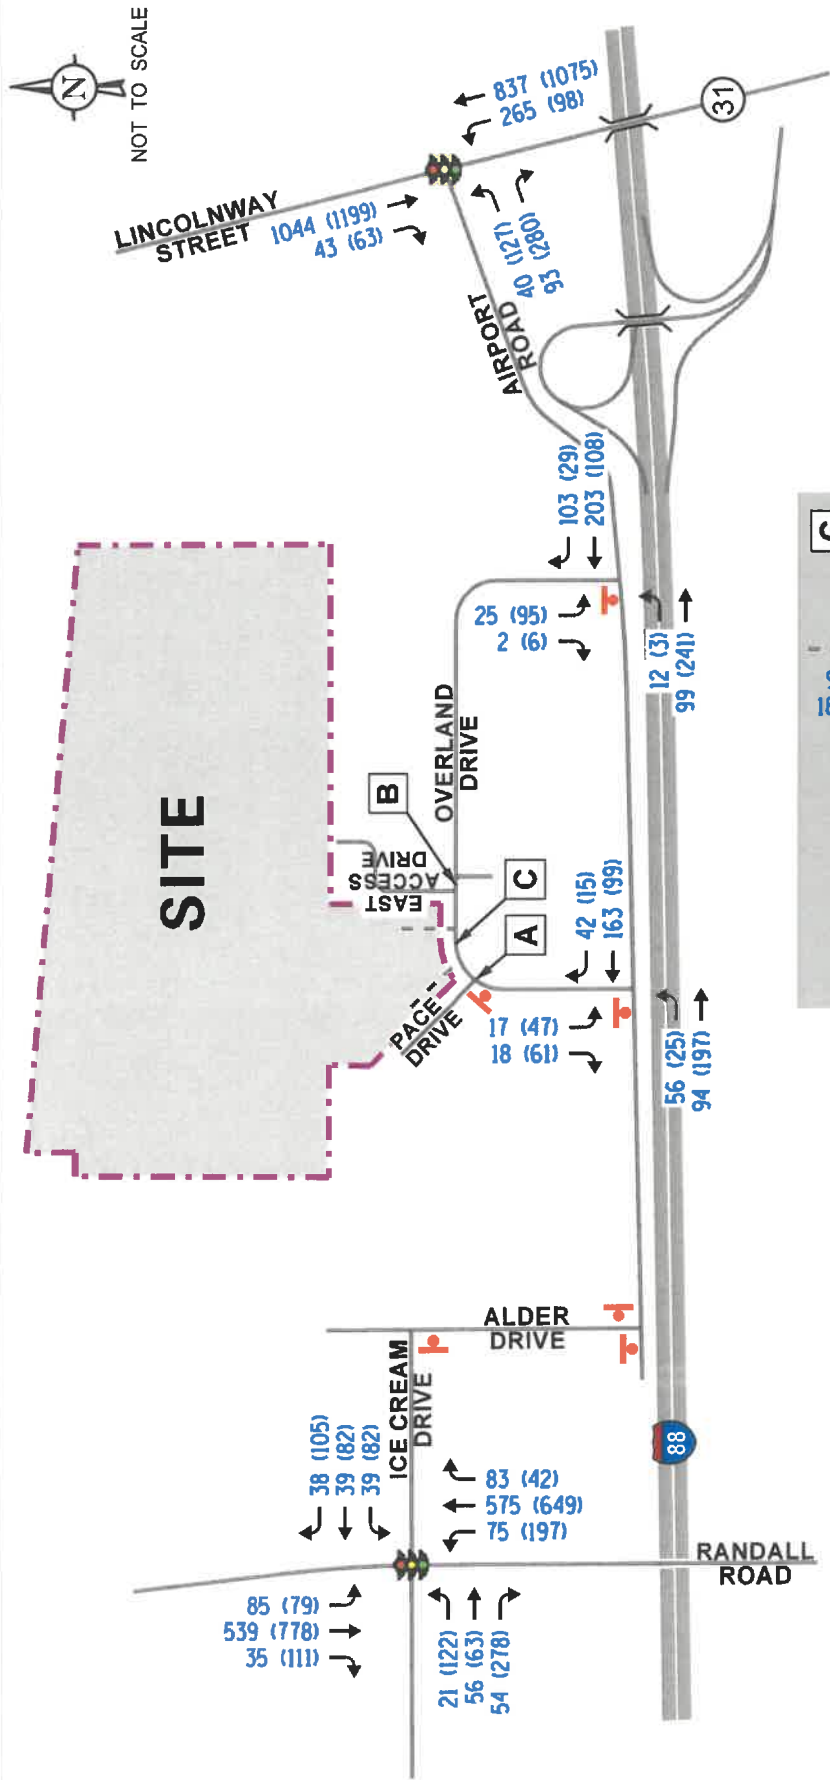 N
NOT TO SCALE
LINCOLNWAY
STREET
1044 (1199)
43 (63)
837 (1075)
265 (98)
40 (127)
93 (280)
31
AIRPORT
ROAD
SITE
103 (29)
203 (108)
25 (95)
2 (6)
12 (3)
99 (241)
OVERLAND
DRIVE
B
EAST
ACCESS
DRIVE
C
A
PACE
DRIVE
42 (15)
163 (99)
17 (47)
18 (61)
56 (25)
94 (197)
ALDER
DRIVE
ICE CREAM
DRIVE
38 (105)
39 (82)
39 (82)
83 (42)
575 (649)
75 (197)
85 (79)
539 (778)
35 (111)
21 (122)
56 (63)
54 (278)
88
RANDALL
ROAD